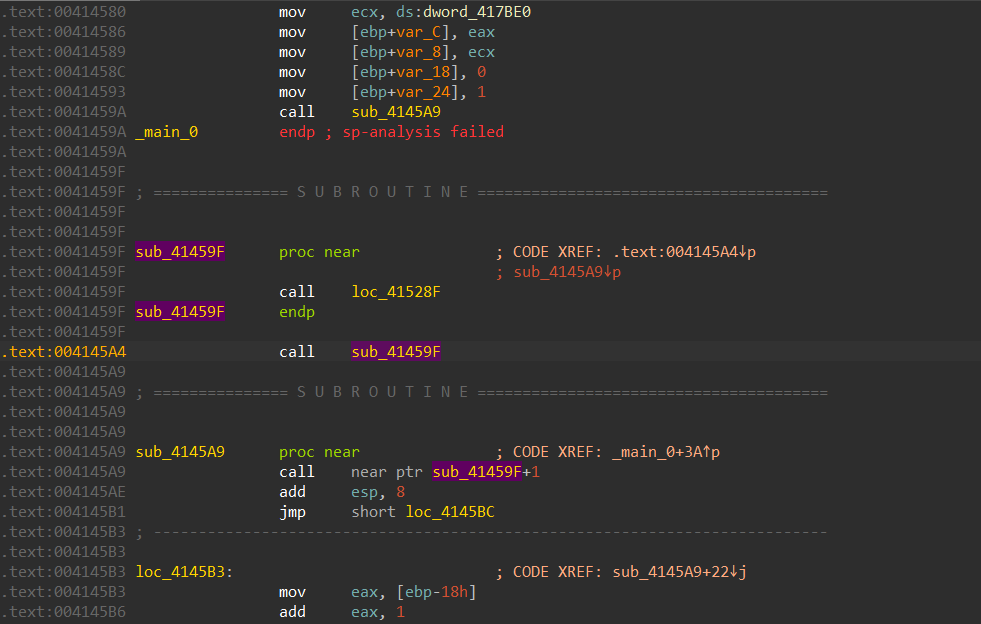 .text:00414580 mov ecx, ds:dword_417BE0
.text:00414586 mov [ebp+var_C], eax
.text:00414589 mov [ebp+var_8], ecx
.text:0041458C mov [ebp+var_18], 0
.text:00414593 mov [ebp+var_24], 1
.text:0041459A call sub_4145A9
.text:0041459A _main_0 endp ; sp-analysis failed
.text:0041459A
.text:0041459F
.text:0041459F ; =============== S U B R O U T I N E =======================================
.text:0041459F
.text:0041459F
.text:0041459F sub_41459F proc near ; CODE XREF: .text:004145A4↓p
.text:0041459F ; sub_4145A9↓p
.text:0041459F call loc_41528F
.text:0041459F sub_41459F endp
.text:0041459F
.text:004145A4 call sub_41459F
.text:004145A9
.text:004145A9 ; =============== S U B R O U T I N E =======================================
.text:004145A9
.text:004145A9
.text:004145A9 sub_4145A9 proc near ; CODE XREF: _main_0+3A↑p
.text:004145A9 call near ptr sub_41459F+1
.text:004145AE add esp, 8
.text:004145B1 jmp short loc_4145BC
.text:004145B3 ; ---------------------------------------------------------------------------
.text:004145B3
.text:004145B3 loc_4145B3: ; CODE XREF: sub_4145A9+22↓j
.text:004145B3 mov eax, [ebp-18h]
.text:004145B6 add eax, 1